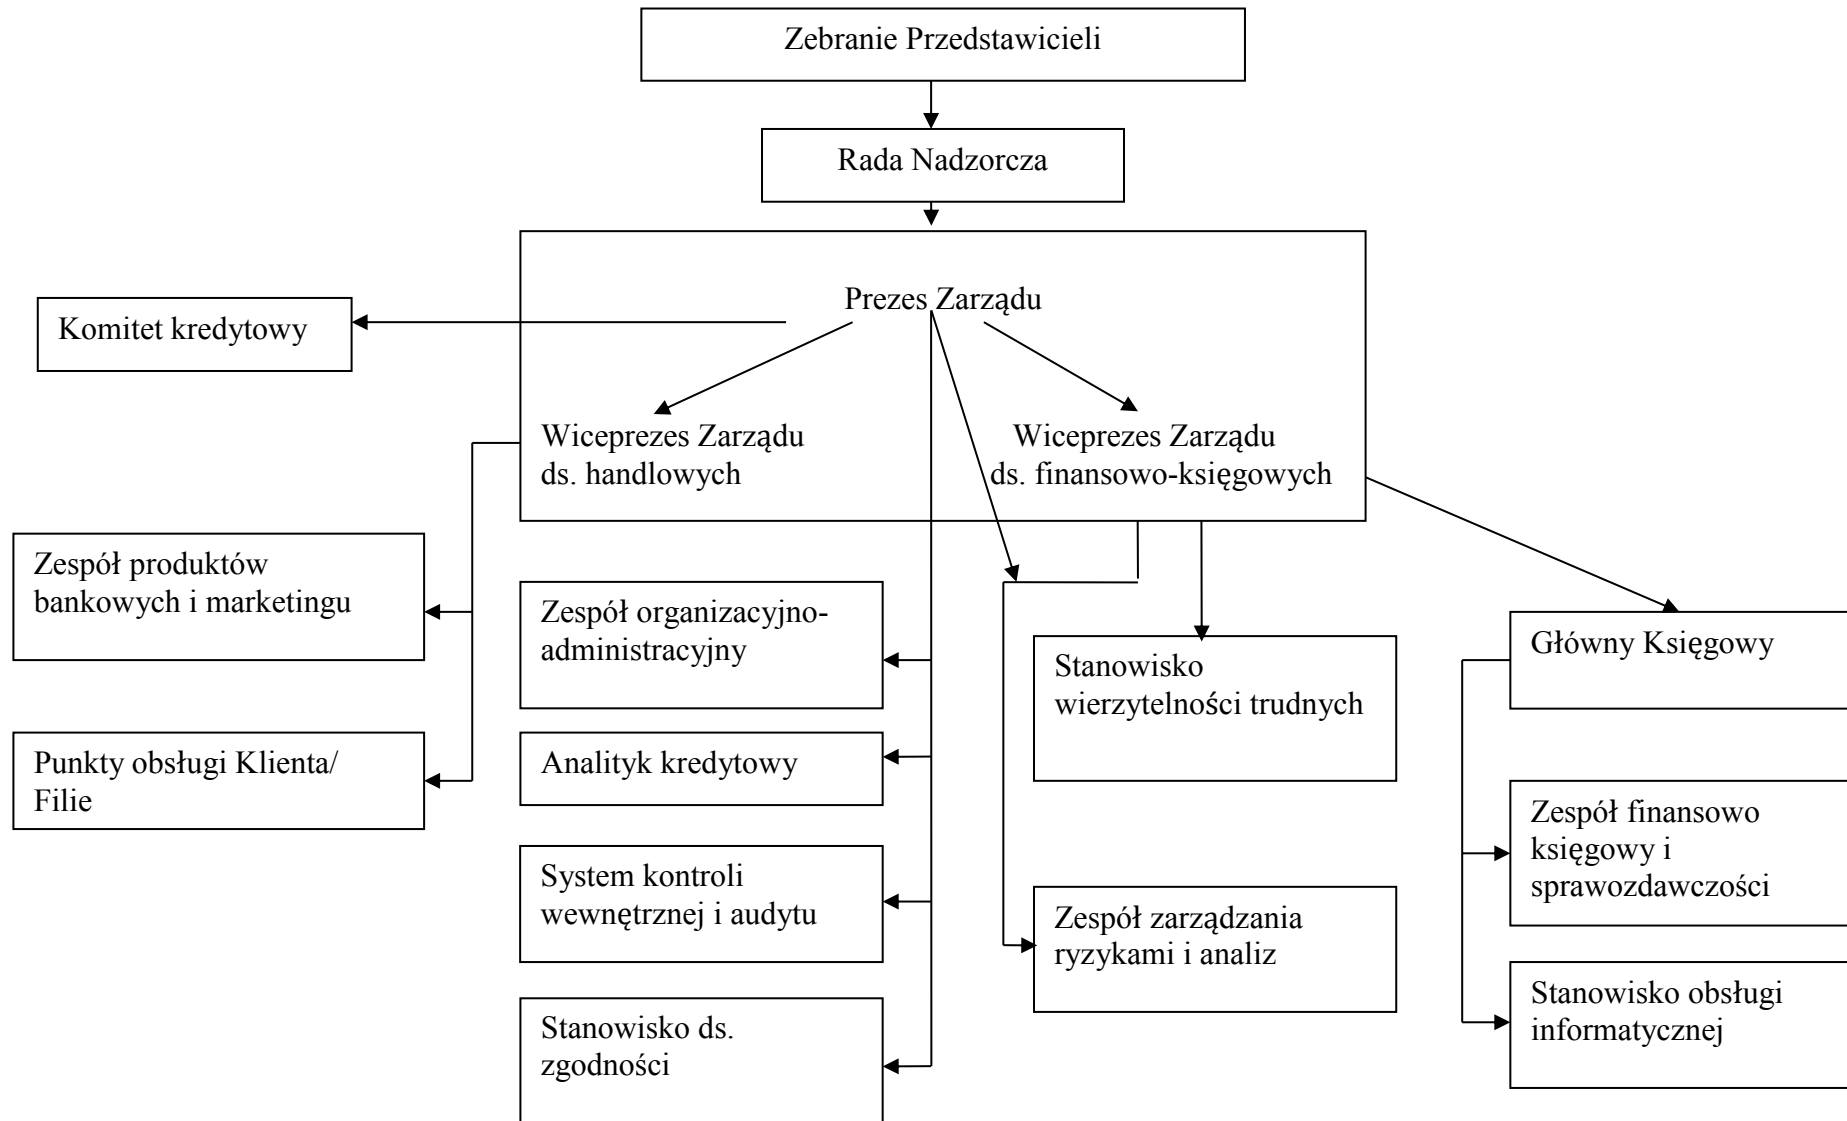 Zebranie Przedstawicieli
Rada Nadzorcza
Prezes Zarządu
Komitet kredytowy
Wiceprezes Zarządu
ds. handlowych
Wiceprezes Zarządu
ds. finansowo-księgowych
Zespół produktów
bankowych i marketingu
Punkty obsługi Klienta/
Filie
Zespół organizacyjno-
administracyjny
Analityk kredytowy
System kontroli
wewnętrznej i audytu
Stanowisko ds.
zgodności
Stanowisko
wierzytelności trudnych
Zespół zarządzania
ryzykami i analiz
Główny Księgowy
Zespół finansowo
księgowy i
sprawozdawczości
Stanowisko obsługi
informatycznej